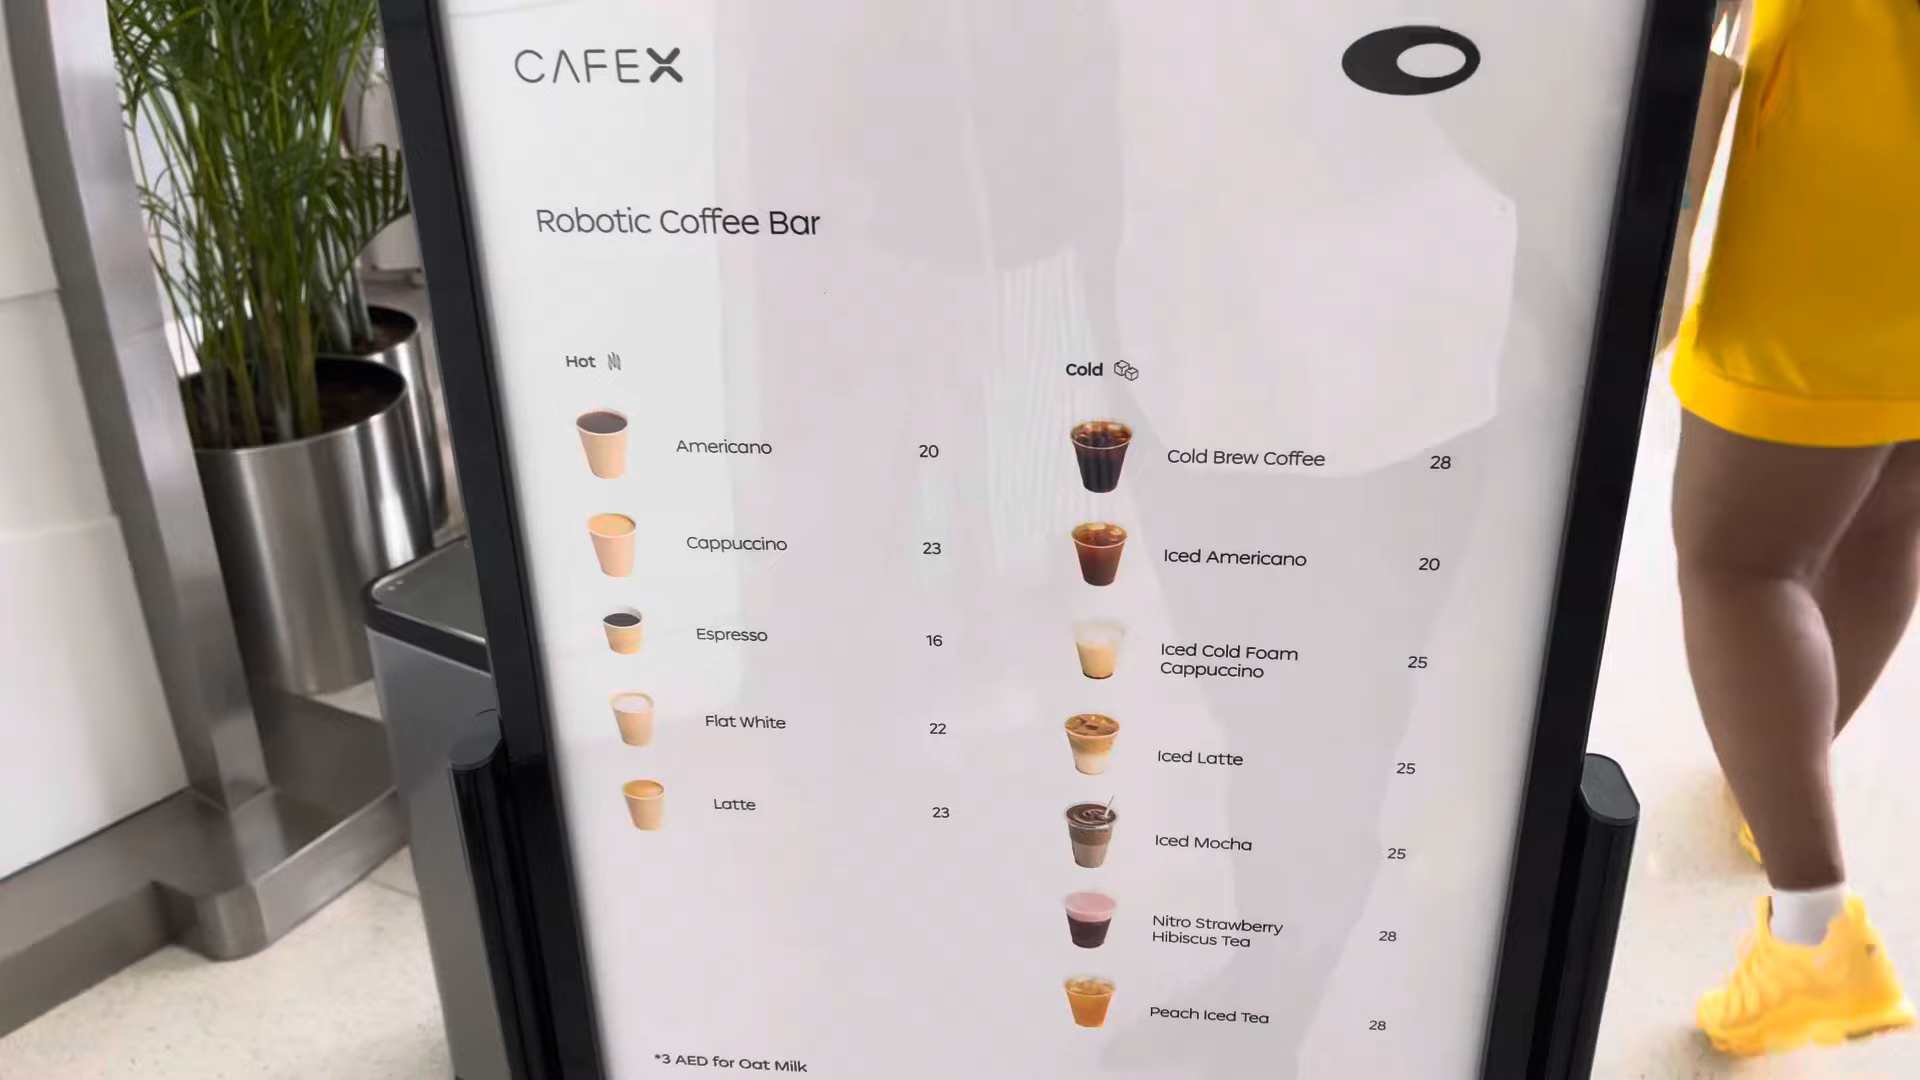 CAFEX
Robotic Coffee Bar
Hot
Americano 20
Cappuccino 23
Espresso 16
Flat White 22
Latte 23
Cold
Cold Brew Coffee 28
Iced Americano 20
Iced Cold Foam
Cappuccino 25
Iced Latte 25
Iced Mocha 25
Nitro Strawberry
Hibiscus Tea 28
Peach Iced Tea 28
*3 AED for Oat Milk